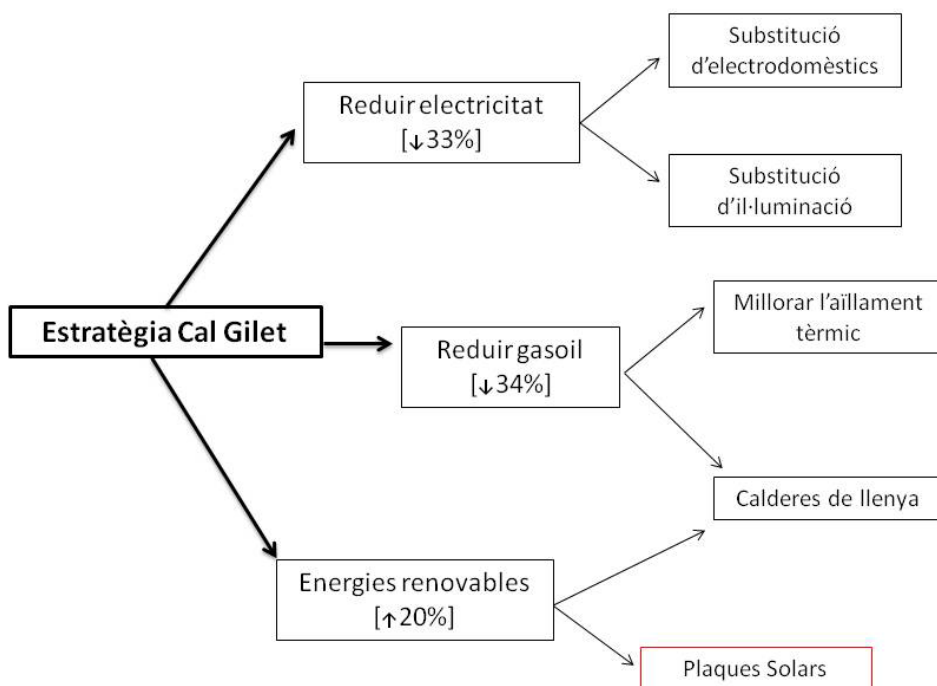 Substitució
d'electrodomèstics
Reduir electricitat
[↓33%]
Substitució
d'il·luminació
Estratègia Cal Gilet
Millorar l'aïllament
tèrmic
Reduir gasoil
[↓34%]
Calderes de llenya
Energies renovables
[↑20%]
Plaques Solars